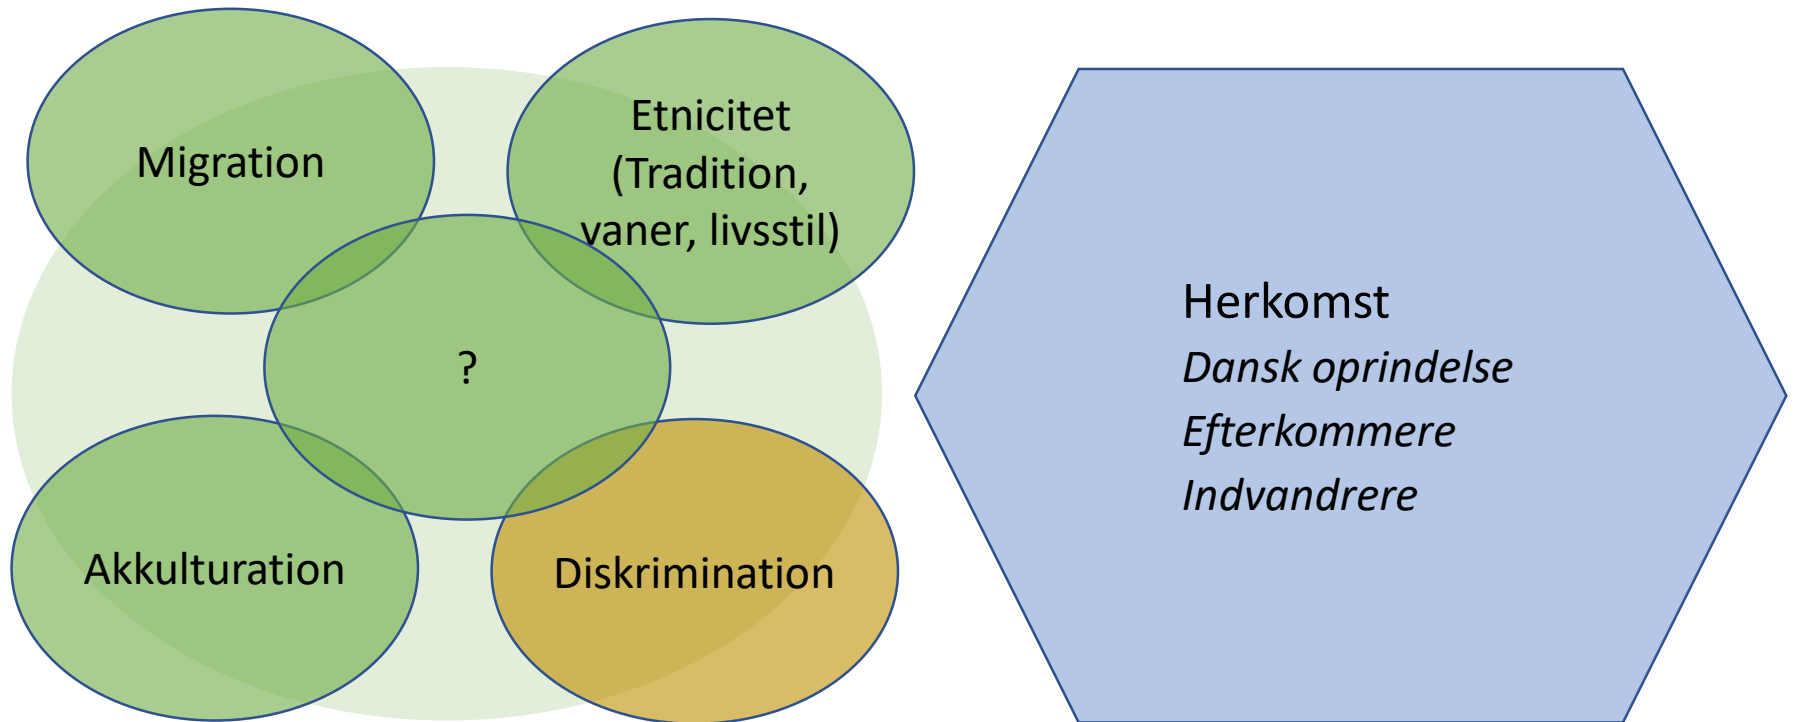 Migration
Etnicitet
(Tradition,
vaner, livsstil)
?
Akkulturation
Diskrimination
Herkomst
Dansk oprindelse
Efterkommere
Indvandrere